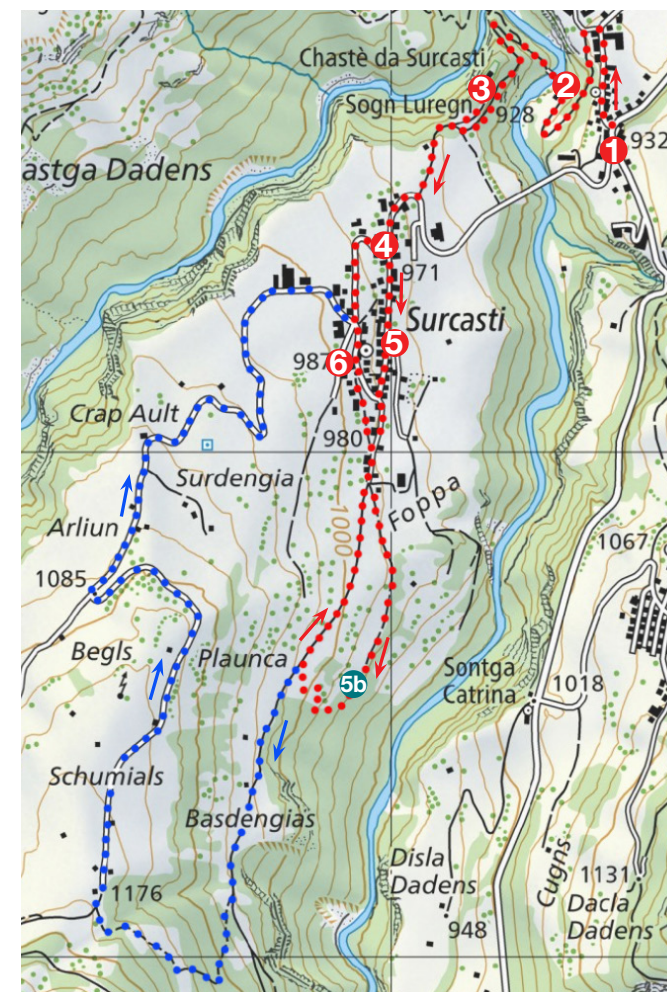 Chastè da Surcasti
2
3
Sogn Luregn
928
932
1
astga Dadens
4
971
Surcasti
987
6
5
Crap Ault
980
Surdengia
Foppa
1000
Arliun
1067
1085
Begls
Plaunca
5b
Sontga
Catrina
1018
Schumials
Basdengias
Disla
Dadens
Cugns
1131
Dacla
Dadens
1176
948